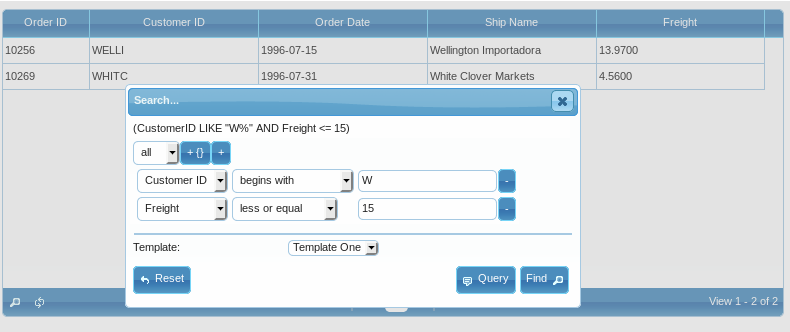 Order ID Customer ID Order Date Ship Name Freight
10256 WELLI 1996-07-15 Wellington Importadora 13.9700
10269 WHITC 1996-07-31 White Clover Markets 4.5600
Search...
(CustomerID LIKE "W%" AND Freight <= 15)
all + {} +
Customer ID begins with W -
Freight less or equal 15 -
Template: Template One
Reset Query Find
View 1 - 2 of 2